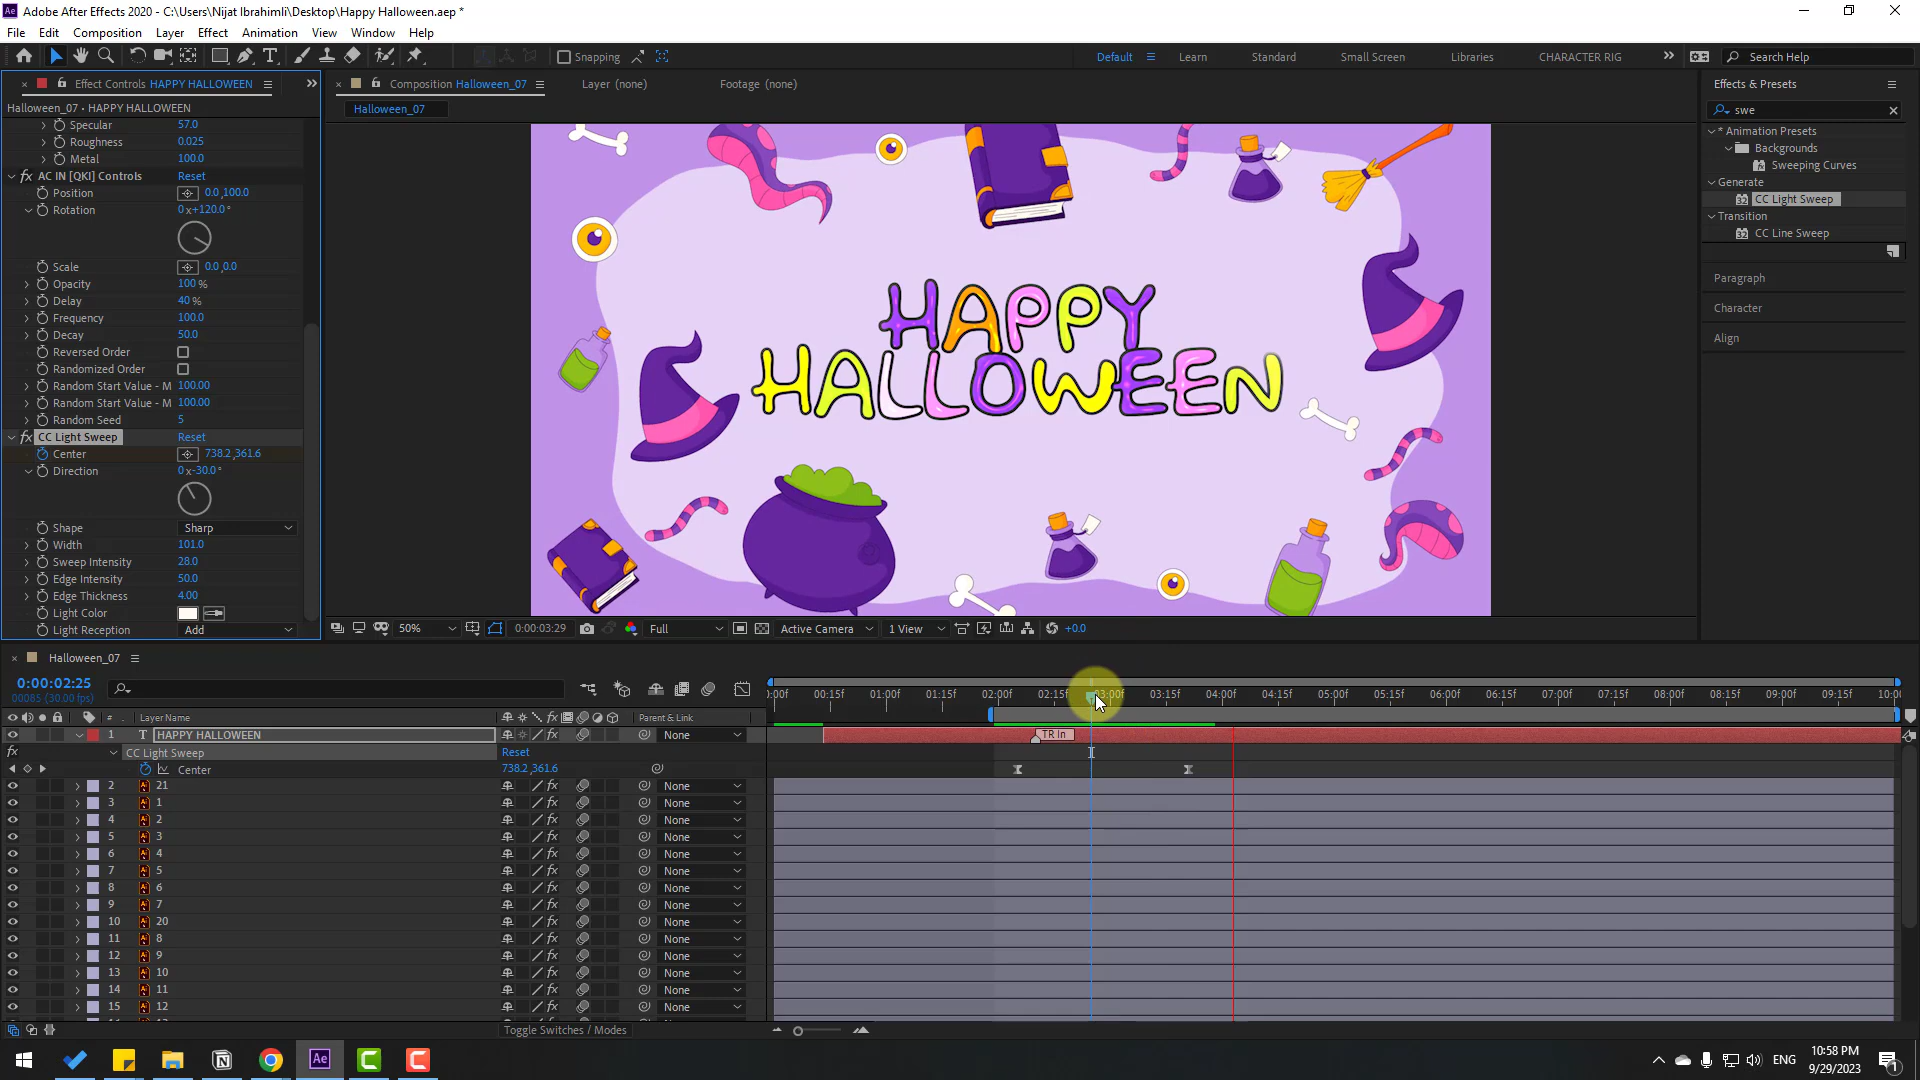 Adobe After Effects 2020 - C:\Users\Nijat Ibrahimli\Desktop\Happy Halloween.aep *
File Edit Composition Layer Effect Animation View Window Help
Snapping Default Learn Standard Small Screen Libraries CHARACTER RIG Search Help
Effect Controls HAPPY HALLOWEEN
Composition Halloween_07
Layer (none)
Footage (none)
Effects & Presets
Halloween_07 • HAPPY HALLOWEEN
Halloween_07
swe
Specular 57.0
Roughness 0.025
Metal 100.0
AC IN [QKI] Controls Reset
Position 0.0,100.0
Rotation 0x+120.0°
Scale 0.0,0.0
Opacity 100 %
Delay 40 %
Frequency 100.0
Decay 50.0
Reversed Order
Randomized Order
Random Start Value - M 100.00
Random Start Value - M 100.00
Random Seed 5
CC Light Sweep Reset
Center 738.2,361.6
Direction 0x-30.0°
Shape Sharp
Width 101.0
Sweep Intensity 28.0
Edge Intensity 50.0
Edge Thickness 4.00
Light Color
Light Reception Add
HAPPY
HALLOWEEN
* Animation Presets
Backgrounds
Sweeping Curves
Generate
CC Light Sweep
Transition
CC Line Sweep
Paragraph
Character
Align
50% 0:00:03:29 Full Active Camera 1 View +0.0
Halloween_07
0:00:02:25
00085 (30.00 fps)
:00f 00:15f 01:00f 01:15f 02:00f 02:15f 03:00f 03:15f 04:00f 04:15f 05:00f 05:15f 06:00f 06:15f 07:00f 07:15f 08:00f 08:15f 09:00f 09:15f 10:0
# Layer Name Parent & Link
1 T HAPPY HALLOWEEN None
TR In
fx CC Light Sweep Reset
Center 738.2,361.6
2 21 None
3 1 None
4 2 None
5 3 None
6 4 None
7 5 None
8 6 None
9 7 None
10 20 None
11 8 None
12 9 None
13 10 None
14 11 None
15 12 None
Toggle Switches / Modes
Ae
ENG
10:58 PM
9/29/2023
1